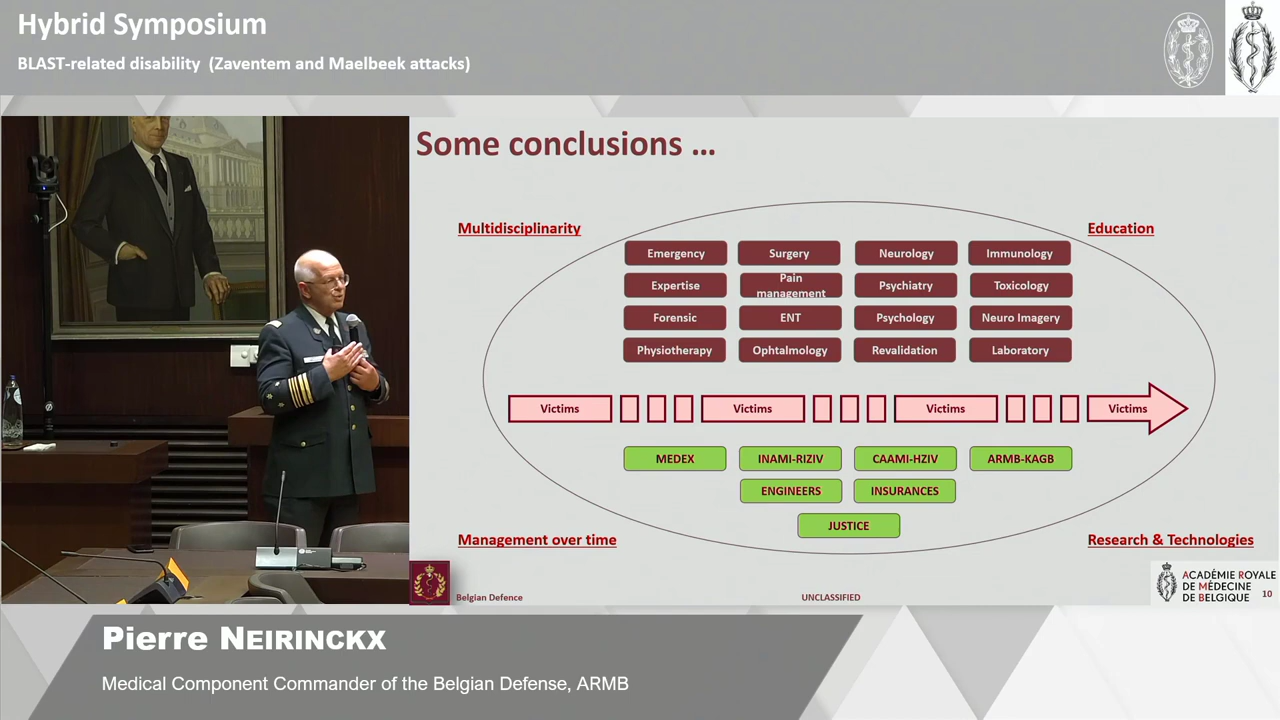 Hybrid Symposium
BLAST-related disability (Zaventem and Maelbeek attacks)
Some conclusions ...
Multidisciplinarity
Education
Emergency
Surgery
Neurology
Immunology
Expertise
Pain
management
Psychiatry
Toxicology
Forensic
ENT
Psychology
Neuro Imagery
Physiotherapy
Ophtalmology
Revalidation
Laboratory
Victims
Victims
Victims
Victims
MEDEX
INAMI-RIZIV
CAAMI-HZIV
ARMB-KAGB
ENGINEERS
INSURANCES
JUSTICE
Management over time
Research & Technologies
Belgian Defence
UNCLASSIFIED
ACADÉMIE ROYALE
DE MÉDECINE
DE BELGIQUE
10
Pierre NEIRINCKX
Medical Component Commander of the Belgian Defense, ARMB